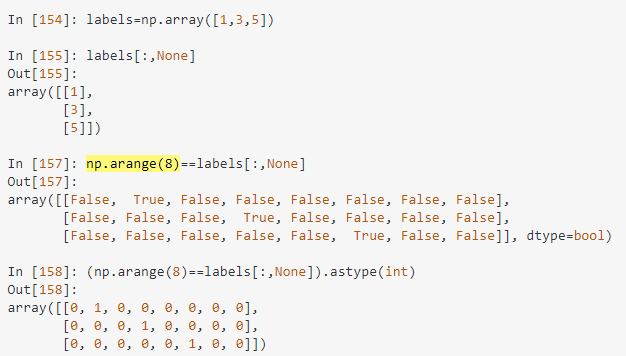 In [154]: labels=np.array([1,3,5])
In [155]: labels[:,None]
Out[155]:
array([[1],
       [3],
       [5]])
In [157]: np.arange(8)==labels[:,None]
Out[157]:
array([[False,  True, False, False, False, False, False, False],
       [False, False, False,  True, False, False, False, False],
       [False, False, False, False, False,  True, False, False]], dtype=bool)
In [158]: (np.arange(8)==labels[:,None]).astype(int)
Out[158]:
array([[0, 1, 0, 0, 0, 0, 0, 0],
       [0, 0, 0, 1, 0, 0, 0, 0],
       [0, 0, 0, 0, 0, 1, 0, 0]])